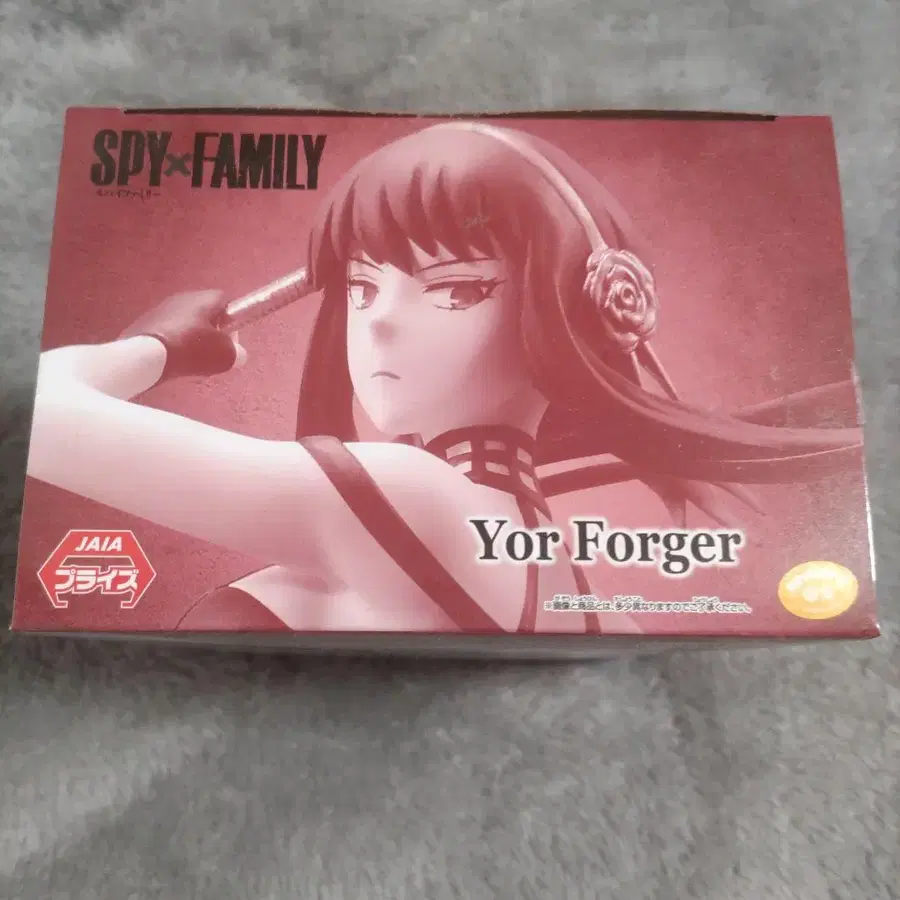 SPY×FAMILY
スパイファミリー
Yor Forger
JAIA
プライズ
※画像と商品とは、多少異なりますのでご了承ください。